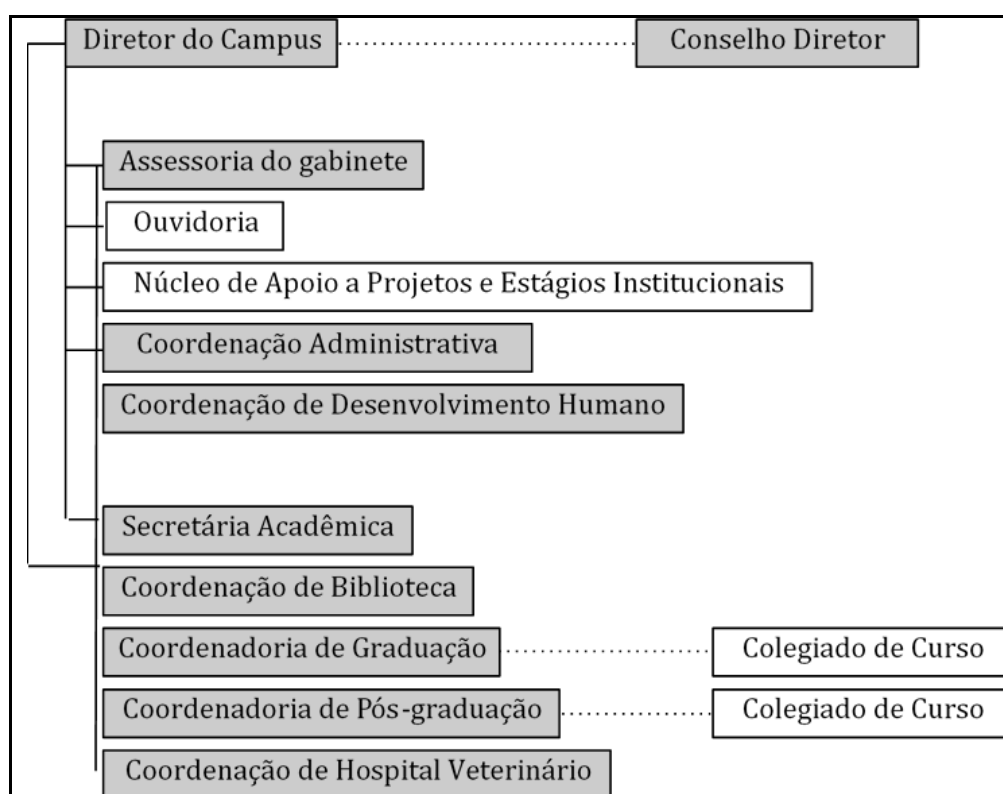 Diretor do Campus
Conselho Diretor
Assessoria do gabinete
Ouvidoria
Núcleo de Apoio a Projetos e Estágios Institucionais
Coordenação Administrativa
Coordenação de Desenvolvimento Humano
Secretária Acadêmica
Coordenação de Biblioteca
Coordenadoria de Graduação
Colegiado de Curso
Coordenadoria de Pós-graduação
Colegiado de Curso
Coordenação de Hospital Veterinário